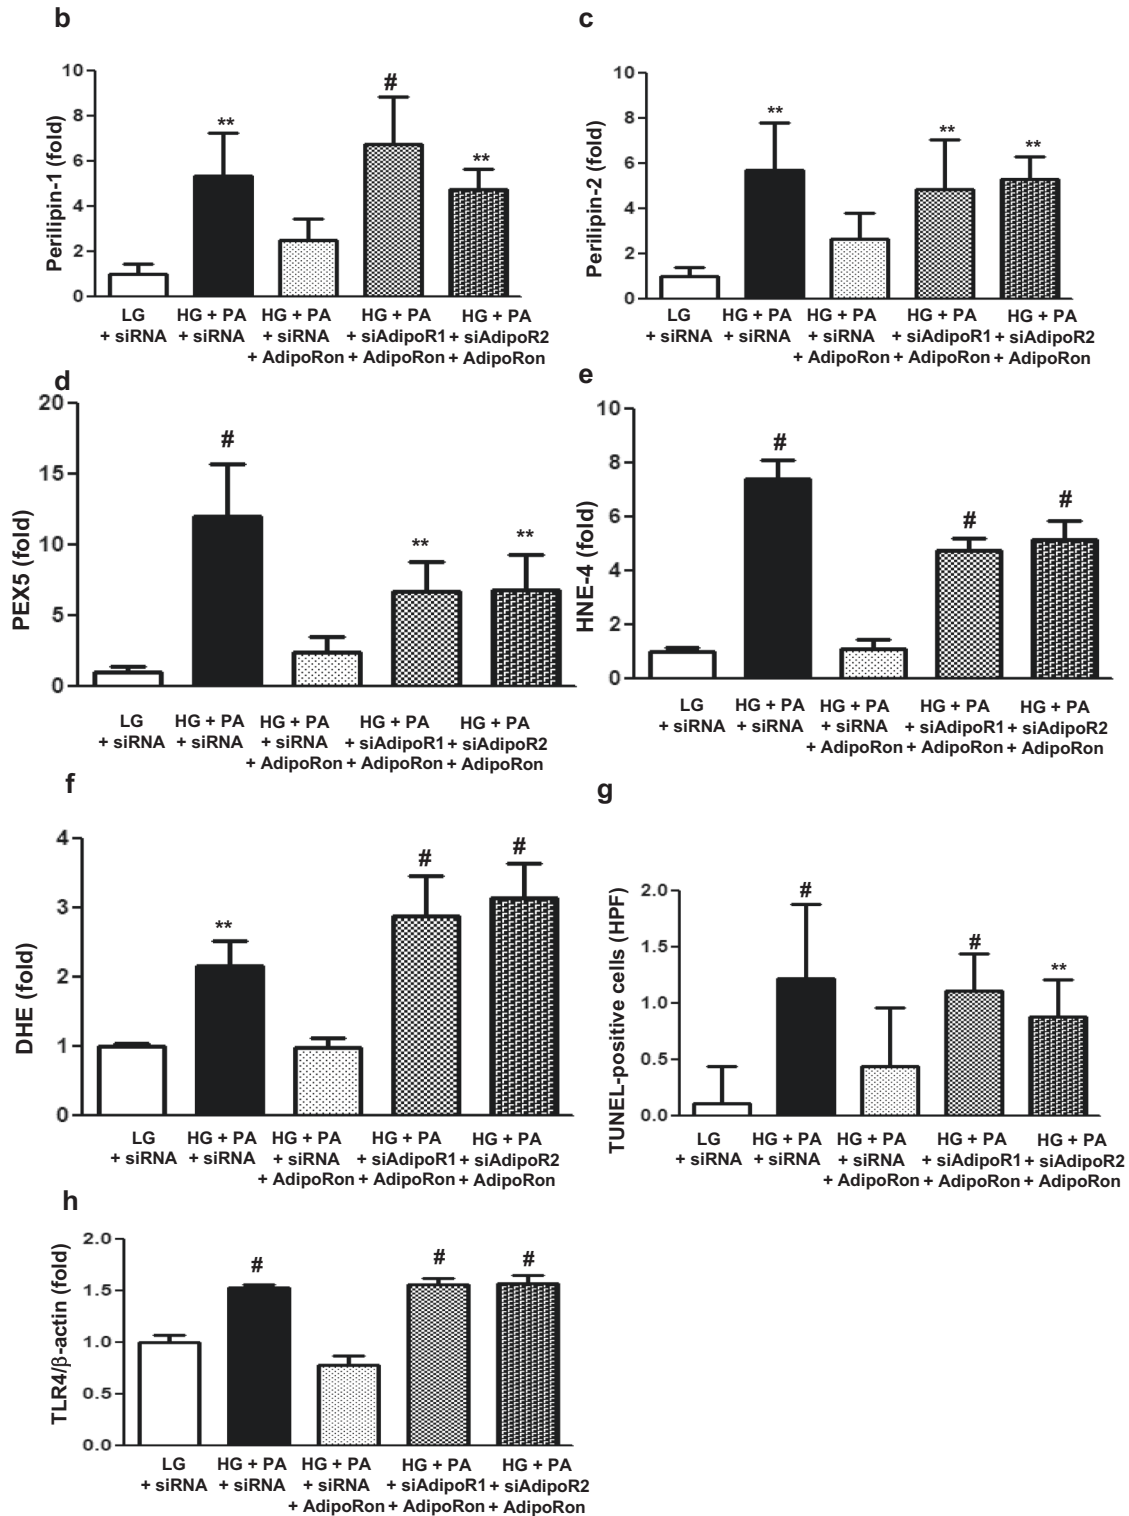 b
Perilipin-1 (fold)
10
8
6
4
2
0
**
#
**
LG HG + PA HG + PA HG + PA HG + PA
+ siRNA + siRNA + siRNA + siAdipoR1 + siAdipoR2
+ AdipoRon + AdipoRon + AdipoRon
c
Perilipin-2 (fold)
10
8
6
4
2
0
**
**
**
LG HG + PA HG + PA HG + PA HG + PA
+ siRNA + siRNA + siRNA + siAdipoR1 + siAdipoR2
+ AdipoRon + AdipoRon + AdipoRon
d
PEX5 (fold)
20
15
10
5
0
#
**
**
LG HG + PA HG + PA HG + PA HG + PA
+ siRNA + siRNA + siRNA + siAdipoR1 + siAdipoR2
+ AdipoRon + AdipoRon + AdipoRon
e
HNE-4 (fold)
10
8
6
4
2
0
#
#
#
LG HG + PA HG + PA HG + PA HG + PA
+ siRNA + siRNA + siRNA + siAdipoR1 + siAdipoR2
+ AdipoRon + AdipoRon + AdipoRon
f
DHE (fold)
4
3
2
1
0
**
#
#
LG HG + PA HG + PA HG + PA HG + PA
+ siRNA + siRNA + siRNA + siAdipoR1 + siAdipoR2
+ AdipoRon + AdipoRon + AdipoRon
g
TUNEL-positive cells (HPF)
2.0
1.5
1.0
0.5
0.0
#
#
**
LG HG + PA HG + PA HG + PA HG + PA
+ siRNA + siRNA + siRNA + siAdipoR1 + siAdipoR2
+ AdipoRon + AdipoRon + AdipoRon
h
TLR4/β-actin (fold)
2.0
1.5
1.0
0.5
0.0
#
#
#
LG HG + PA HG + PA HG + PA HG + PA
+ siRNA + siRNA + siRNA + siAdipoR1 + siAdipoR2
+ AdipoRon + AdipoRon + AdipoRon